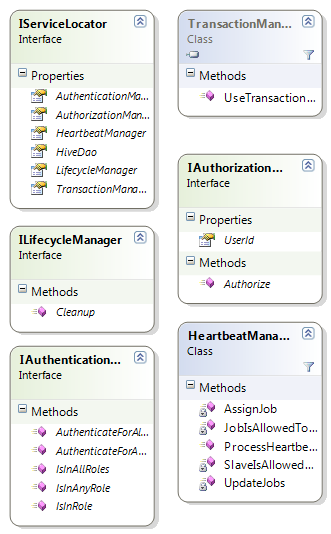 IServiceLocator
Interface
Properties
AuthenticationMa...
AuthorizationMan...
HeartbeatManager
HiveDao
LifecycleManager
TransactionMana...
ILifecycleManager
Interface
Methods
Cleanup
IAuthentication...
Interface
Methods
AuthenticateForAl...
AuthenticateForA...
IsInAllRoles
IsInAnyRole
IsInRole
TransactionMan...
Class
Methods
UseTransaction...
IAuthorization...
Interface
Properties
UserId
Methods
Authorize
HeartbeatMana...
Class
Methods
AssignJob
JobIsAllowedTo...
ProcessHeartbe...
SlaveIsAllowed...
UpdateJobs